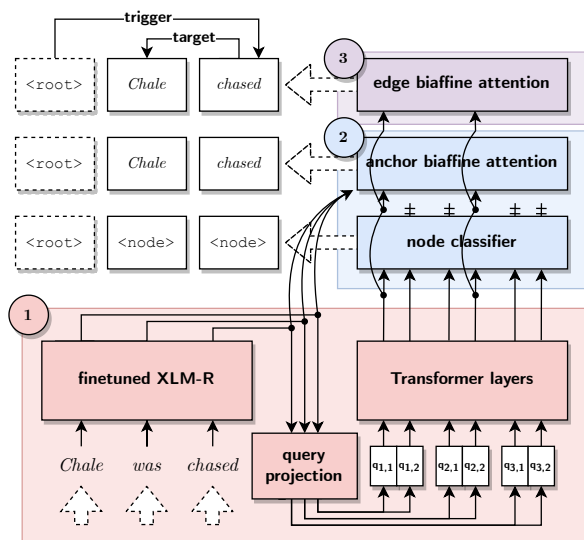 trigger
target
3
<root> Chale chased edge biaffine attention
2
<root> Chale chased anchor biaffine attention
<root> <node> <node> node classifier
1
finetuned XLM-R Transformer layers
Chale was chased
query
projection
q1,1 q1,2 q2,1 q2,2 q3,1 q3,2